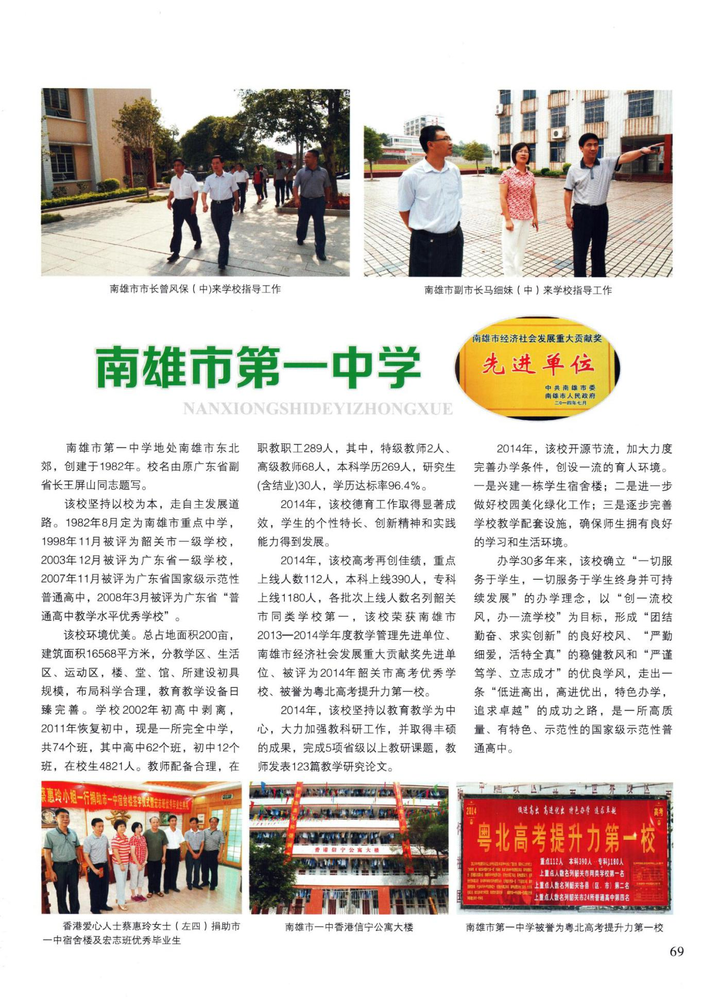 南雄市市长曾风保（中)来学校指导工作
南雄市副市长马细妹（中）来学校指导工作
南雄市第一中学
NANXIONGSHIDEYIZHONGXUE
南雄市经济社会发展重大贡献奖
先进单位
中共南雄市委
南雄市人民政府
二0一四年七月
南雄市第一中学地处南雄市东北
郊，创建于1982年。校名由原广东省副
省长王屏山同志题写。
该校坚持以校为本，走自主发展道
路。1982年8月定为南雄市重点中学，
1998年11月被评为韶关市一级学校，
2003年12月被评为广东省一级学校，
2007年11月被评为广东省国家级示范性
普通高中，2008年3月被评为广东省“普
通高中教学水平优秀学校”。
该校环境优美。总占地面积200亩，
建筑面积16568平方米，分教学区、生活
区、运动区，楼、堂、馆、所建设初具
规模，布局科学合理，教育教学设备日
臻完善。学校2002年初高中剥离，
2011年恢复初中，现是一所完全中学，
共74个班，其中高中62个班，初中12个
班，在校生4821人。教师配备合理，在
职教职工289人，其中，特级教师2人、
高级教师68人，本科学历269人，研究生
(含结业)30人，学历达标率96.4%。
2014年，该校德育工作取得显著成
效，学生的个性特长、创新精神和实践
能力得到发展。
2014年，该校高考再创佳绩，重点
上线人数112人，本科上线390人，专科
上线1180人，各批次上线人数名列韶关
市同类学校第一，该校荣获南雄市
2013—2014学年度教学管理先进单位、
南雄市经济社会发展重大贡献奖先进单
位、被评为2014年韶关市高考优秀学
校、被誉为粤北高考提升力第一校。
2014年，该校坚持以教育教学为中
心，大力加强教科研工作，并取得丰硕
的成果，完成5项省级以上教研课题，教
师发表123篇教学研究论文。
2014年，该校开源节流，加大力度
完善办学条件，创设一流的育人环境。
一是兴建一栋学生宿舍楼；二是进一步
做好校园美化绿化工作；三是逐步完善
学校教学配套设施，确保师生拥有良好
的学习和生活环境。
办学30多年来，该校确立“一切服
务于学生，一切服务于学生终身并可持
续发展”的办学理念，以“创一流校
风，办一流学校”为目标，形成“团结
勤奋、求实创新”的良好校风、“严勤
细爱，活特全真”的稳健教风和“严谨
笃学、立志成才”的优良学风，走出一
条“低进高出，高进优出，特色办学，
追求卓越”的成功之路，是一所高质
量、有特色、示范性的国家级示范性普
通高中。
蔡惠玲小姐一行捐助市一中宿舍楼签字仪式暨宏志班优秀毕业生典礼
香港信宁公寓大楼
2014
低进高出 高进优出 特色办学 追求卓越
高考
粤北高考提升力第一校
重点112人 本科390人 专科1180人
上重点人数名列韶关市同类学校第一名
上重点人数名列韶关各县（区、市）第二名
上重点人数名列韶关市24所普通高中第四名
香港爱心人士蔡惠玲女士（左四）捐助市
一中宿舍楼及宏志班优秀毕业生
南雄市一中香港信宁公寓大楼
南雄市第一中学被誉为粤北高考提升力第一校
69